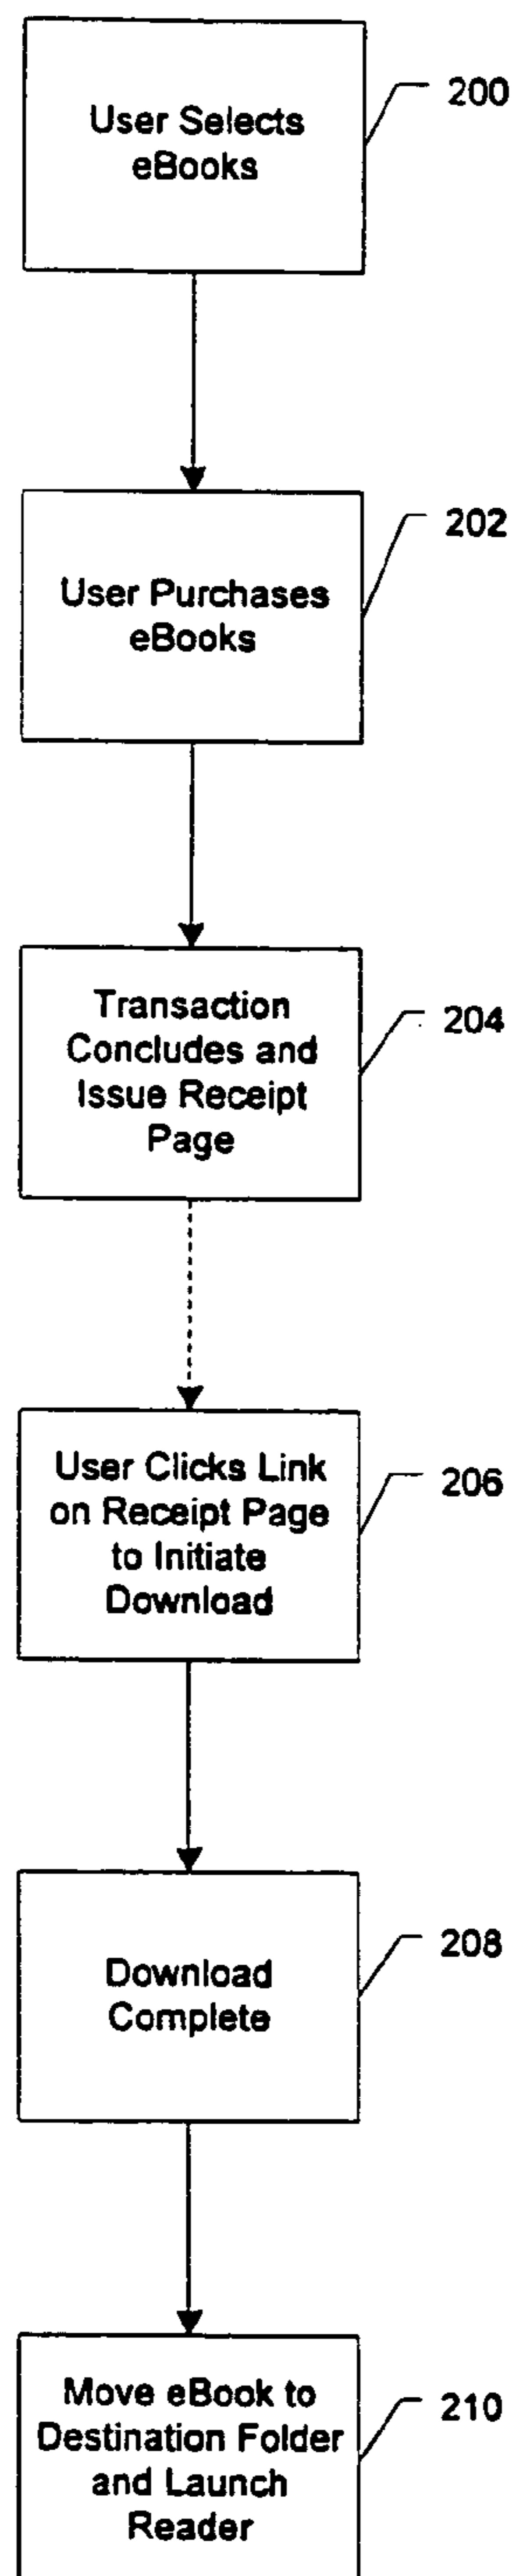 User Selects
eBooks
200
User Purchases
eBooks
202
Transaction
Concludes and
Issue Receipt
Page
204
User Clicks Link
on Receipt Page
to Initiate
Download
206
Download
Complete
208
Move eBook to
Destination Folder
and Launch
Reader
210